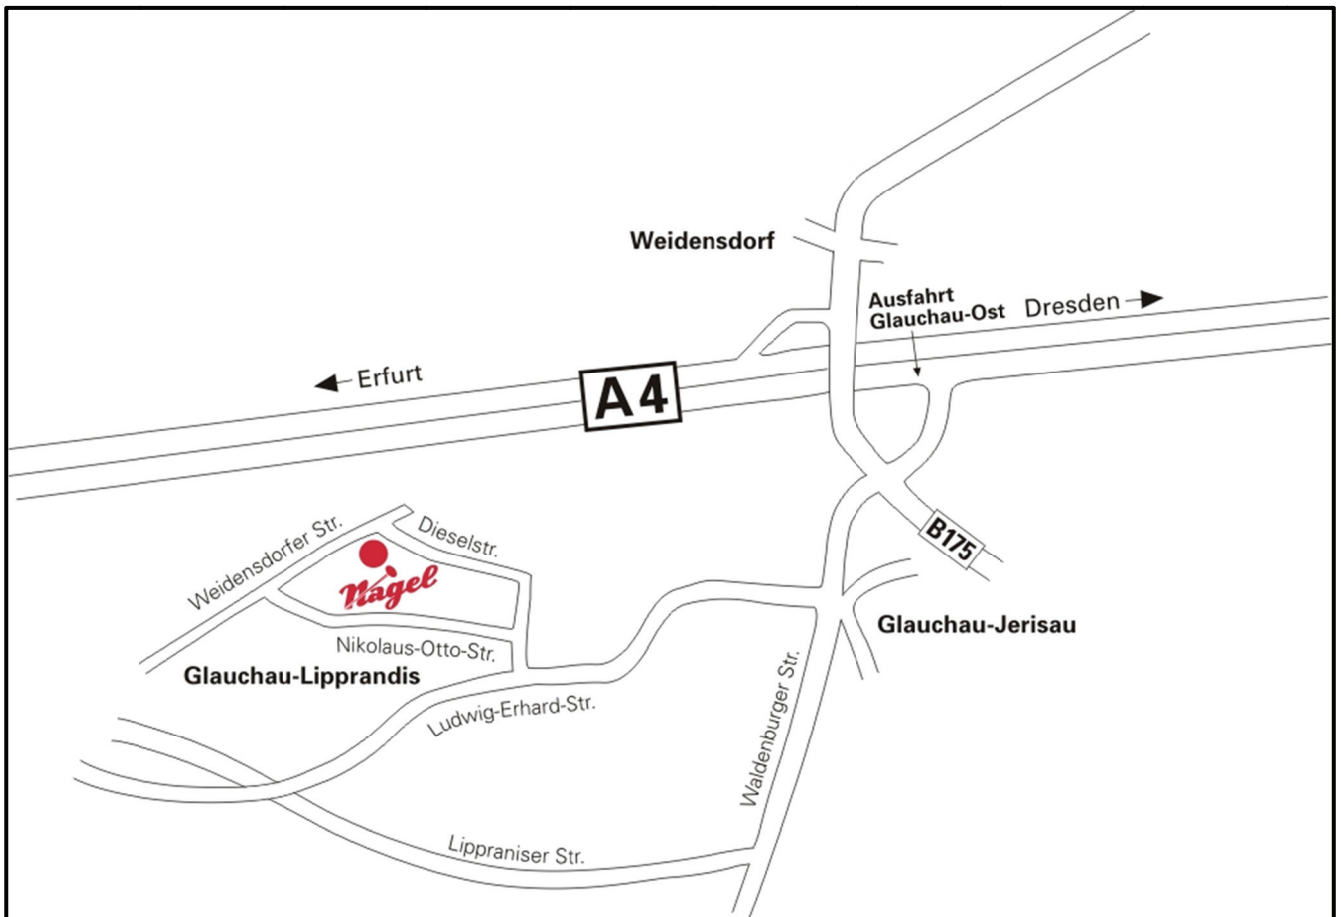 Weidensdorf
Ausfahrt
Glauchau-Ost
Dresden
Erfurt
A4
Weidensdorfer Str.
Dieselstr.
Nagel
B175
Nikolaus-Otto-Str.
Glauchau-Jerisau
Glauchau-Lipprandis
Ludwig-Erhard-Str.
Waldenburger Str.
Lippraniser Str.